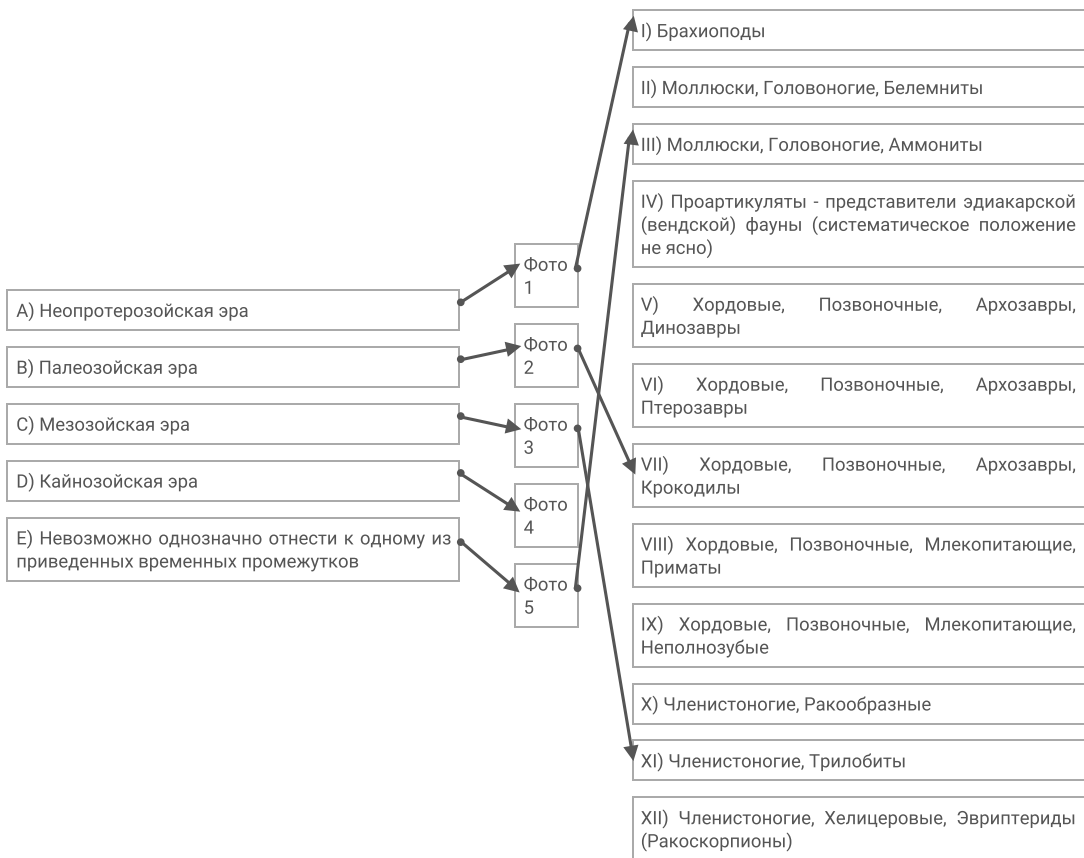 A) Неопротерозойская эра
B) Палеозойская эра
C) Мезозойская эра
D) Кайнозойская эра
E) Невозможно однозначно отнести к одному из
приведенных временных промежутков
Фото
1
Фото
2
Фото
3
Фото
4
Фото
5
I) Брахиоподы
II) Моллюски, Головоногие, Белемниты
III) Моллюски, Головоногие, Аммониты
IV) Проартикуляты - представители эдиакарской
(вендской) фауны (систематическое положение
не ясно)
V) Хордовые, Позвоночные, Архозавры,
Динозавры
VI) Хордовые, Позвоночные, Архозавры,
Птерозавры
VII) Хордовые, Позвоночные, Архозавры,
Крокодилы
VIII) Хордовые, Позвоночные, Млекопитающие,
Приматы
IX) Хордовые, Позвоночные, Млекопитающие,
Неполнозубые
X) Членистоногие, Ракообразные
XI) Членистоногие, Трилобиты
XII) Членистоногие, Хелицеровые, Эвриптериды
(Ракоскорпионы)